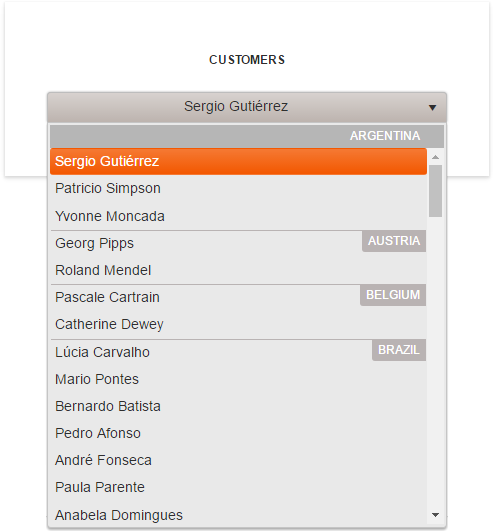 CUSTOMERS
Sergio Gutiérrez
ARGENTINA
Sergio Gutiérrez
Patricio Simpson
Yvonne Moncada
Georg Pipps AUSTRIA
Roland Mendel
Pascale Cartrain BELGIUM
Catherine Dewey
Lúcia Carvalho BRAZIL
Mario Pontes
Bernardo Batista
Pedro Afonso
André Fonseca
Paula Parente
Anabela Domingues